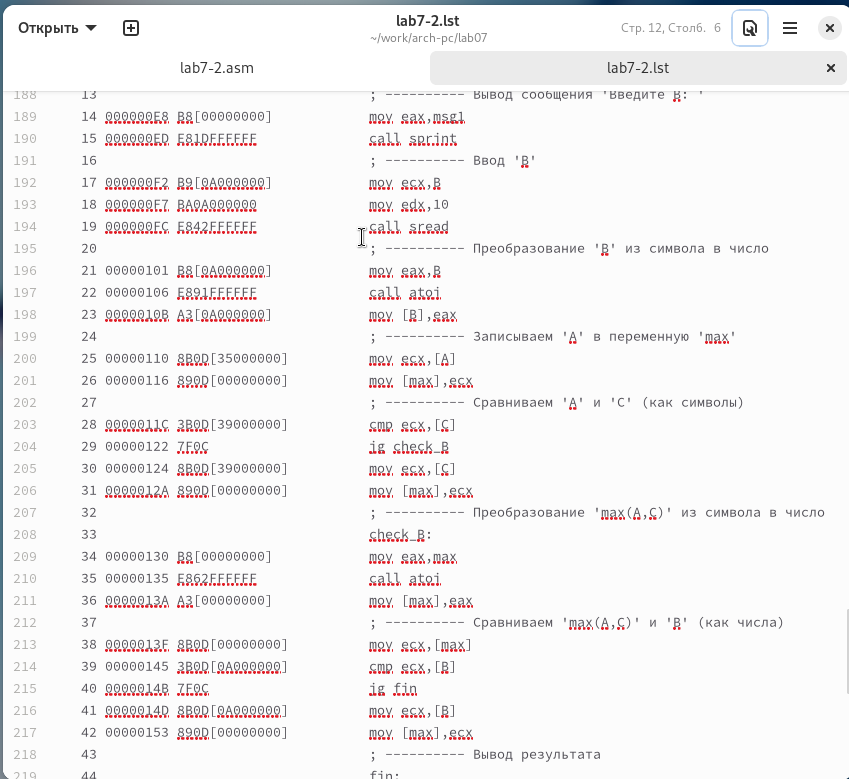 Открыть
lab7-2.lst
~/work/arch-pc/lab07
Стр. 12, Столб. 6
lab7-2.asm
lab7-2.lst
188 13 ; ---------- Вывод сообщения 'Введите B: '
189 14 000000E8 B8[00000000] mov eax,msg1
190 15 000000ED E81DFFFFFF call sprint
191 16 ; ---------- Ввод 'B'
192 17 000000F2 B9[0A000000] mov ecx,B
193 18 000000F7 BA0A000000 mov edx,10
194 19 000000FC E842FFFFFF call sread
195 20 ; ---------- Преобразование 'B' из символа в число
196 21 00000101 B8[0A000000] mov eax,B
197 22 00000106 E891FFFFFF call atoi
198 23 0000010B A3[0A000000] mov [B],eax
199 24 ; ---------- Записываем 'A' в переменную 'max'
200 25 00000110 8B0D[35000000] mov ecx,[A]
201 26 00000116 890D[00000000] mov [max],ecx
202 27 ; ---------- Сравниваем 'A' и 'C' (как символы)
203 28 0000011C 3B0D[39000000] cmp ecx,[C]
204 29 00000122 7F0C jg check_B
205 30 00000124 8B0D[39000000] mov ecx,[C]
206 31 0000012A 890D[00000000] mov [max],ecx
207 32 ; ---------- Преобразование 'max(A,C)' из символа в число
208 33 check_B:
209 34 00000130 B8[00000000] mov eax,max
210 35 00000135 E862FFFFFF call atoi
211 36 0000013A A3[00000000] mov [max],eax
212 37 ; ---------- Сравниваем 'max(A,C)' и 'B' (как числа)
213 38 0000013F 8B0D[00000000] mov ecx,[max]
214 39 00000145 3B0D[0A000000] cmp ecx,[B]
215 40 0000014B 7F0C jg fin
216 41 0000014D 8B0D[0A000000] mov ecx,[B]
217 42 00000153 890D[00000000] mov [max],ecx
218 43 ; ---------- Вывод результата
219 44 fin: